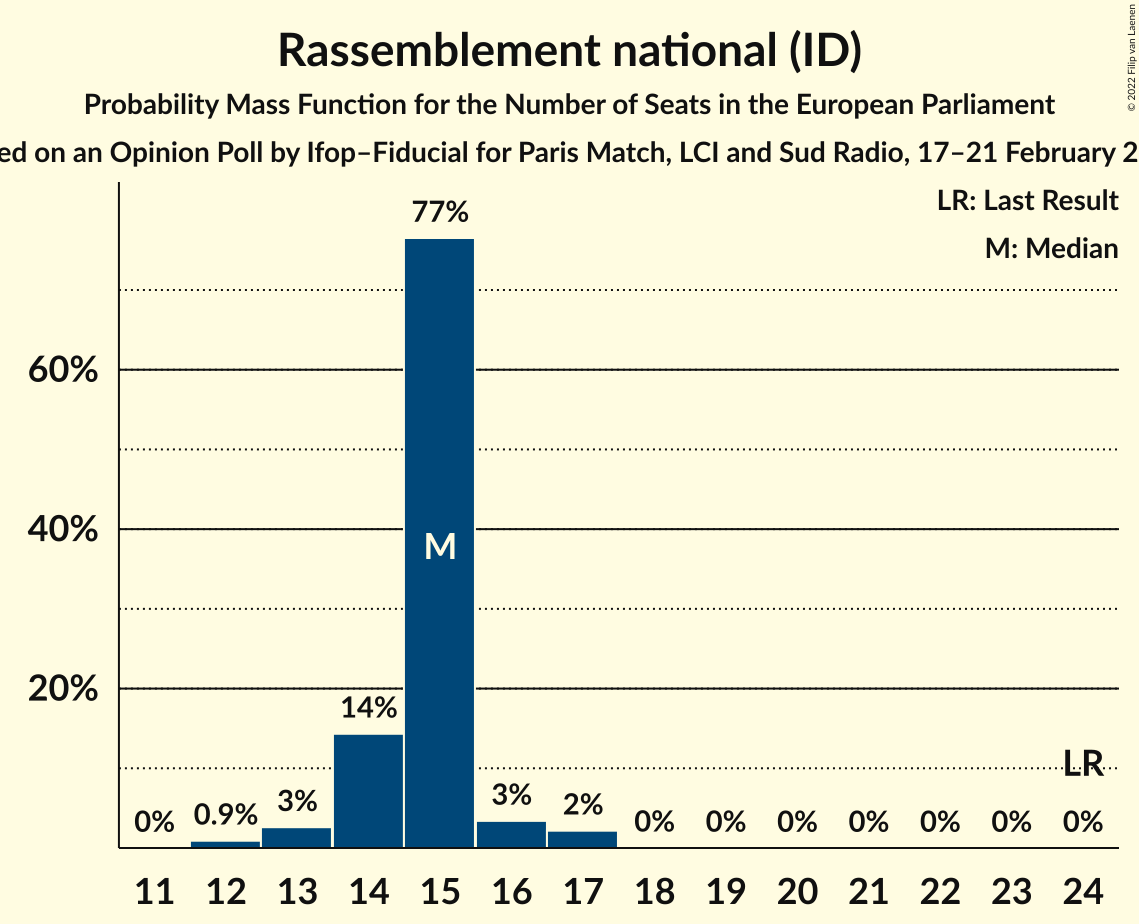 Rassemblement national (ID)
Probability Mass Function for the Number of Seats in the European Parliament
ed on an Opinion Poll by Ifop–Fiducial for Paris Match, LCI and Sud Radio, 17–21 February 2
© 2022 Filip van Laenen
LR: Last Result
M: Median
77%
60%
40%
M
20%
14%
LR
0% 0.9% 3% 3% 2% 0% 0% 0% 0% 0% 0% 0%
11 12 13 14 15 16 17 18 19 20 21 22 23 24